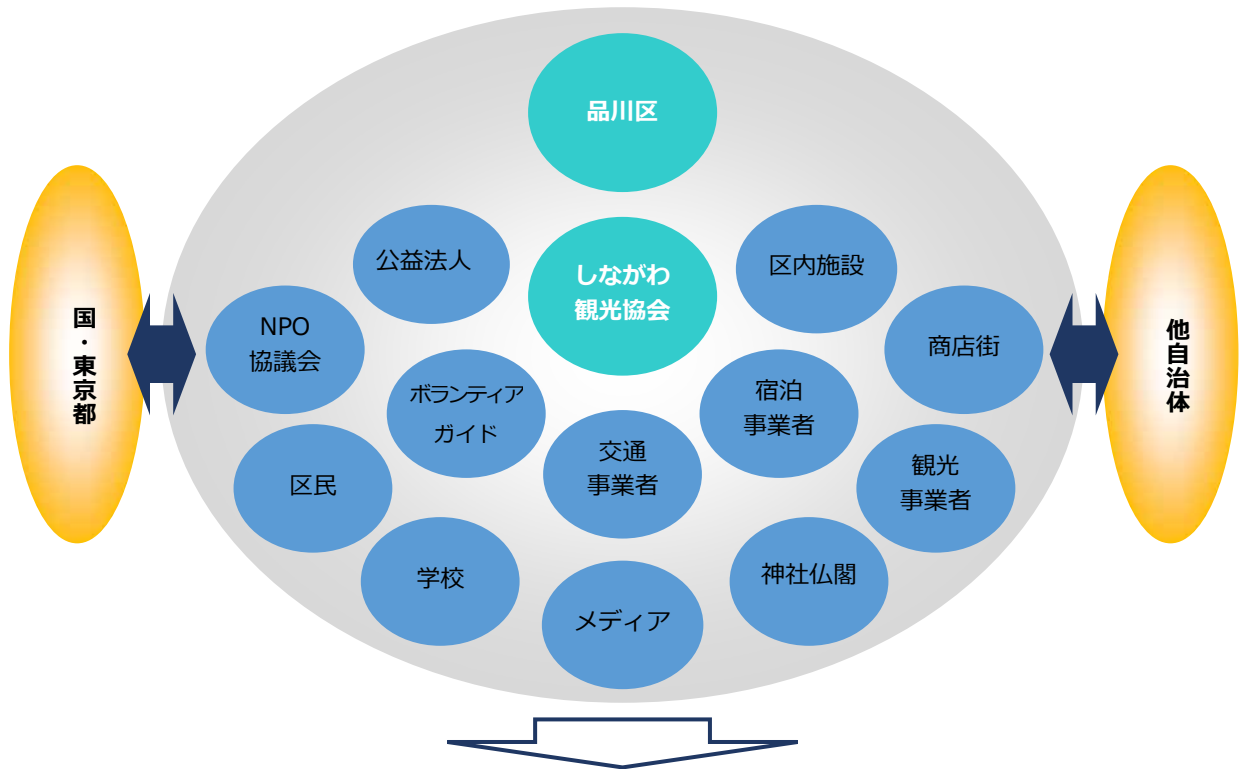 品川区
しながわ
観光協会
公益法人
区内施設
NPO
協議会
商店街
ボランティア
ガイド
宿泊
事業者
交通
事業者
区民
観光
事業者
学校
メディア
神社仏閣
国・東京都
他自治体